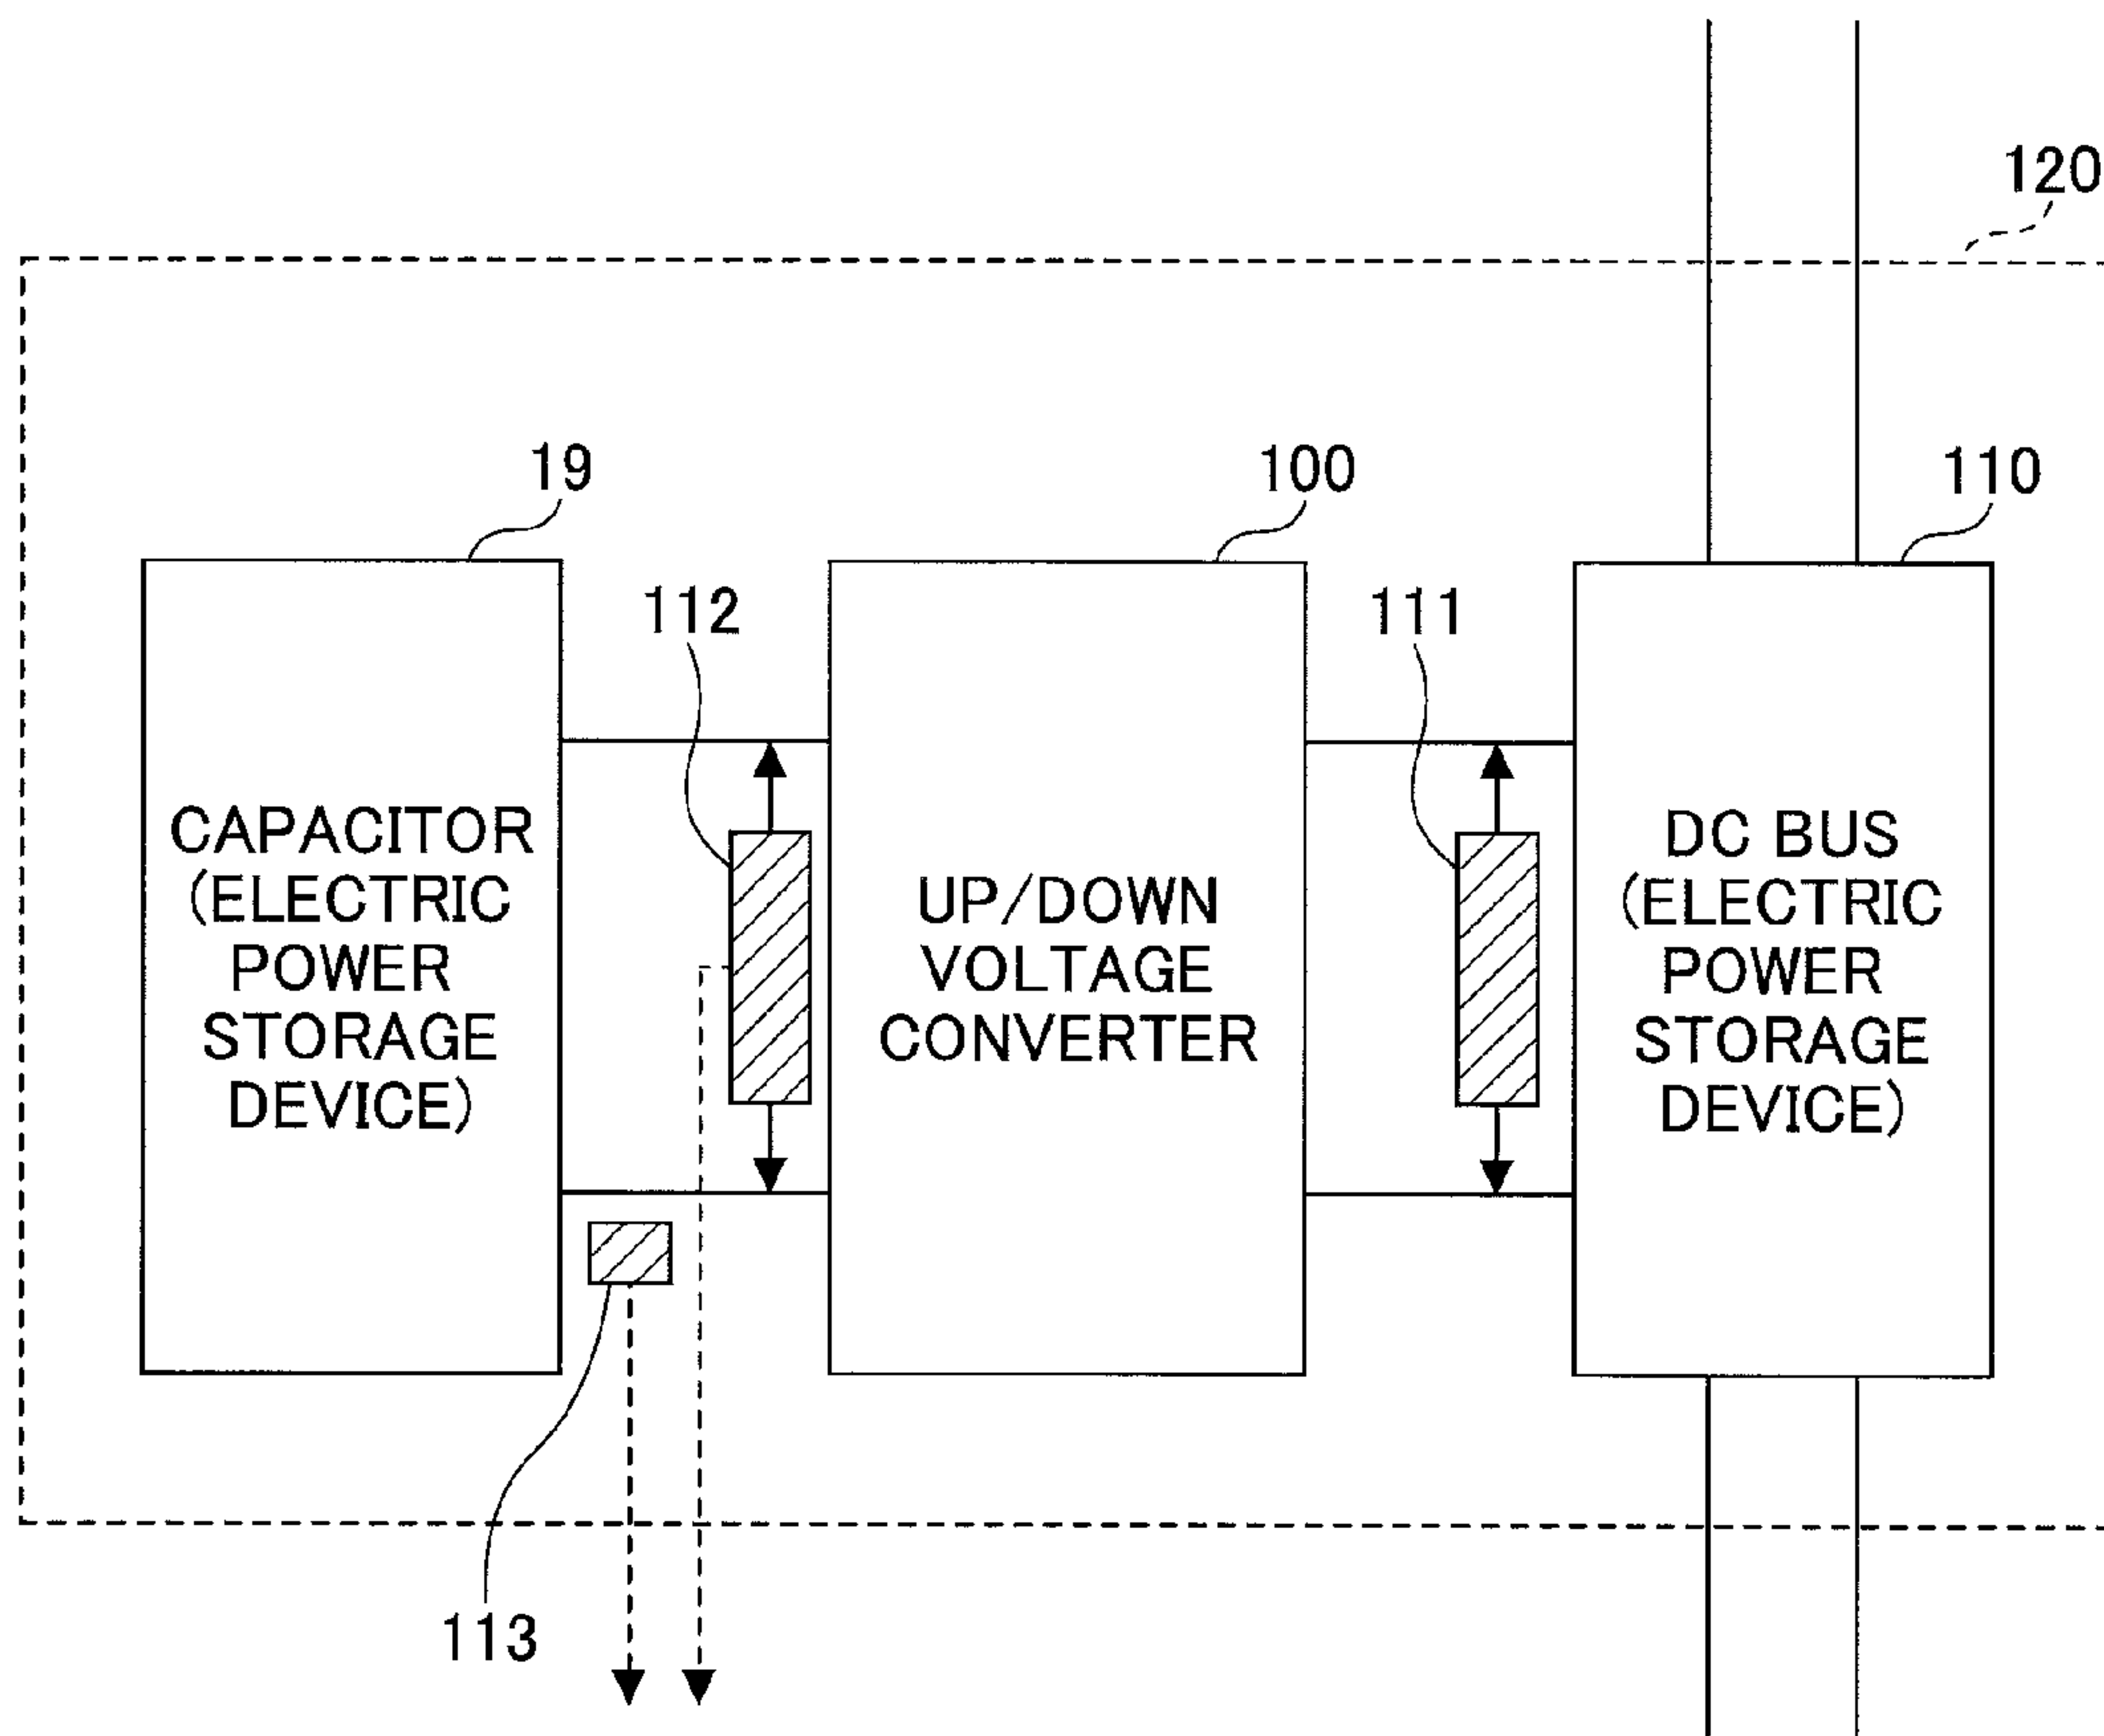 120
19
100
110
112
111
CAPACITOR
(ELECTRIC
POWER
STORAGE
DEVICE)
UP/DOWN
VOLTAGE
CONVERTER
DC BUS
(ELECTRIC
POWER
STORAGE
DEVICE)
113